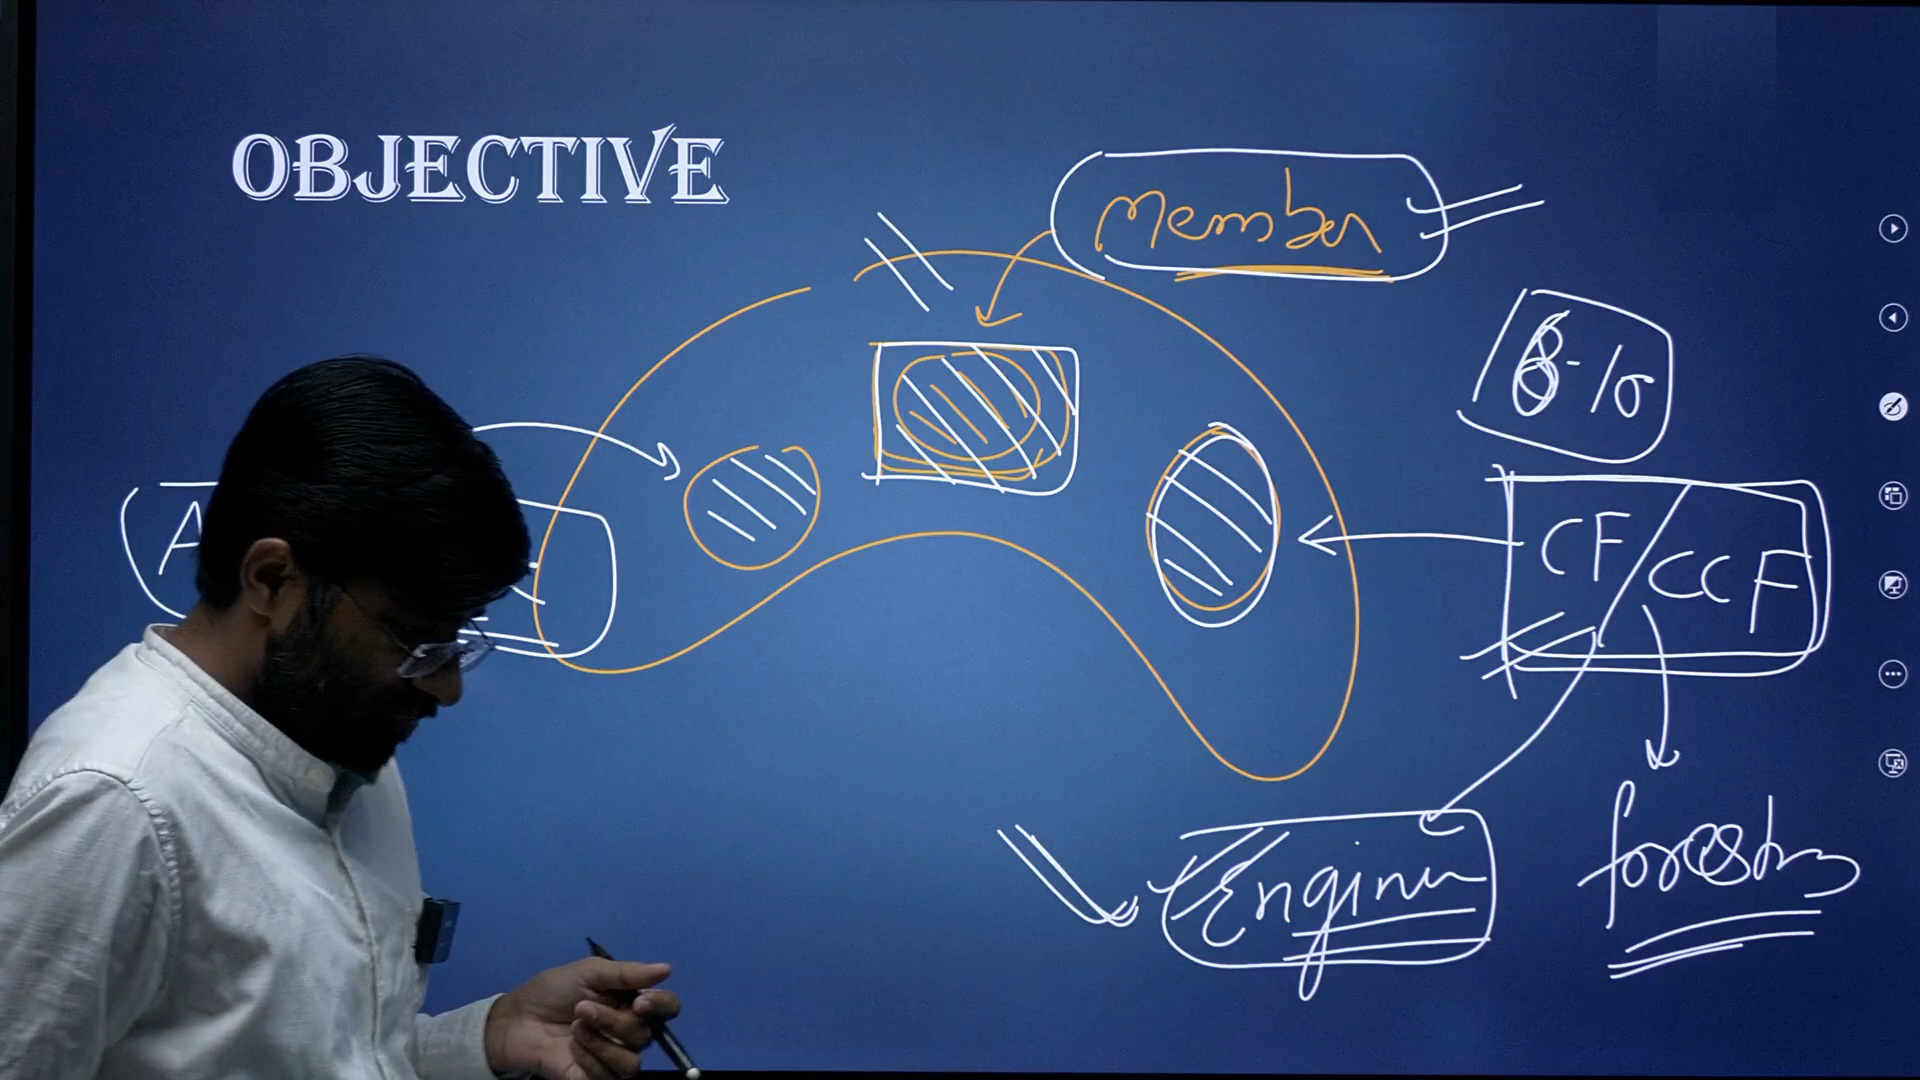 OBJECTIVE
member
8-10
CF/CCF
A
Engineer
forestry